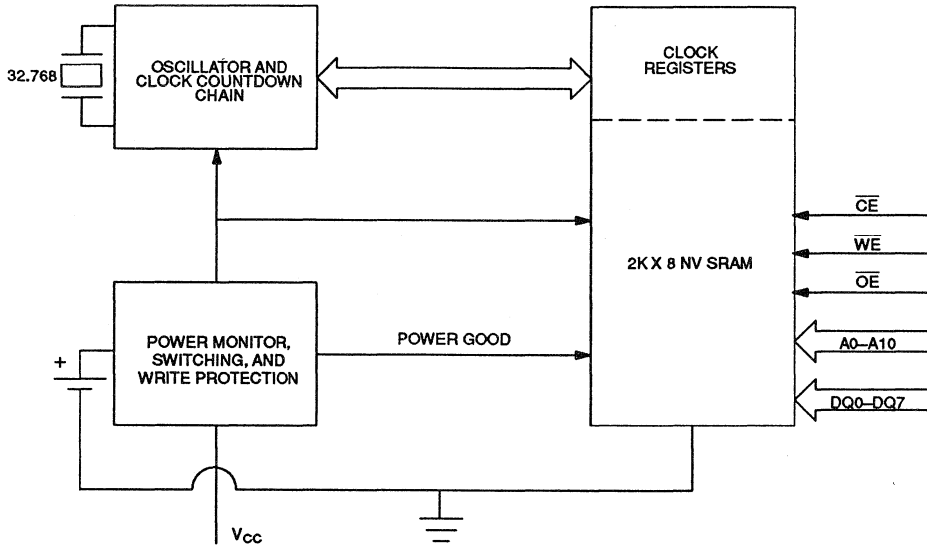 OSCILLATOR AND
CLOCK COUNTDOWN
CHAIN
32.768
CLOCK
REGISTERS
2K X 8 NV SRAM
CE
WE
OE
A0–A10
DQ0–DQ7
POWER MONITOR,
SWITCHING, AND
WRITE PROTECTION
POWER GOOD
+
VCC